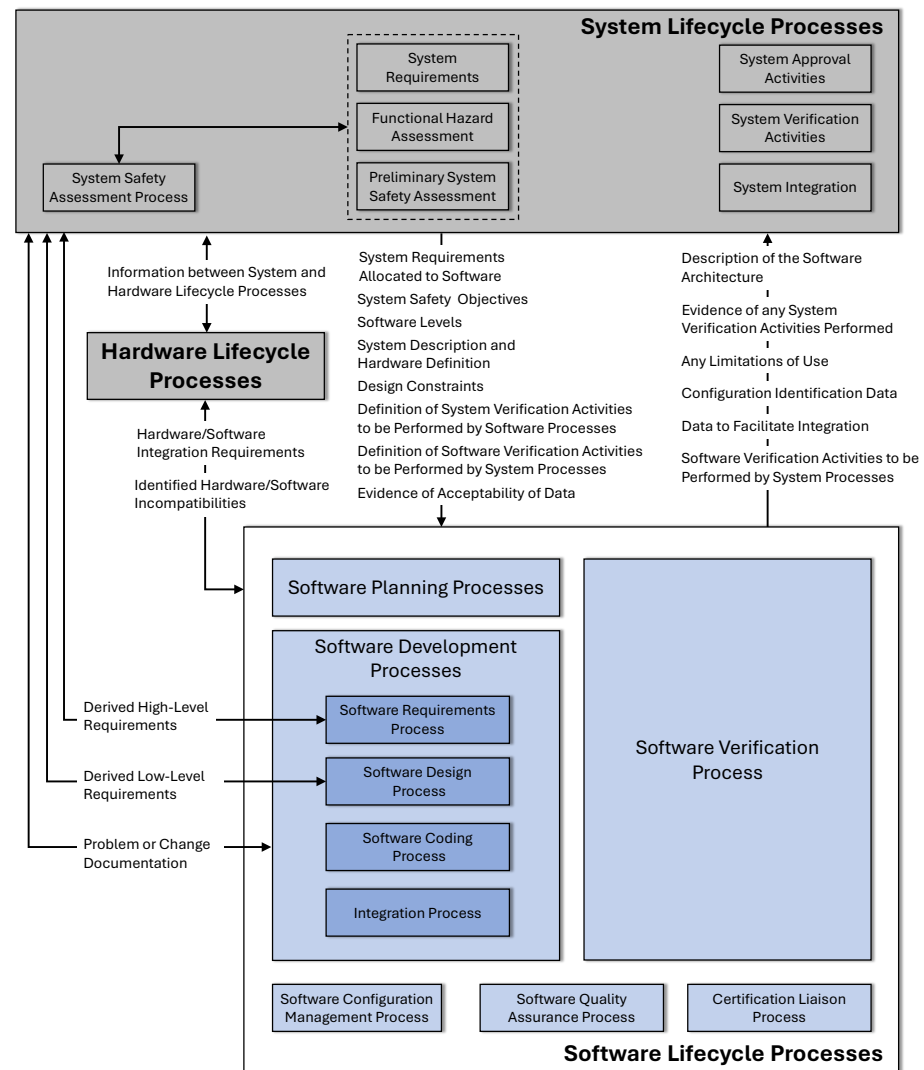 System Lifecycle Processes
System
Requirements
Functional Hazard
Assessment
Preliminary System
Safety Assessment
System Safety
Assessment Process
System Approval
Activities
System Verification
Activities
System Integration
Information between System and
Hardware Lifecycle Processes
Hardware Lifecycle
Processes
Hardware/Software
Integration Requirements
Identified Hardware/Software
Incompatibilities
System Requirements
Allocated to Software
System Safety Objectives
Software Levels
System Description and
Hardware Definition
Design Constraints
Definition of System Verification Activities
to be Performed by Software Processes
Definition of Software Verification Activities
to be Performed by System Processes
Evidence of Acceptability of Data
Description of the Software
Architecture
Evidence of any System
Verification Activities Performed
Any Limitations of Use
Configuration Identification Data
Data to Facilitate Integration
Software Verification Activities to be
Performed by System Processes
Derived High-Level
Requirements
Derived Low-Level
Requirements
Problem or Change
Documentation
Software Planning Processes
Software Development
Processes
Software Requirements
Process
Software Design
Process
Software Coding
Process
Integration Process
Software Verification
Process
Software Configuration
Management Process
Software Quality
Assurance Process
Certification Liaison
Process
Software Lifecycle Processes